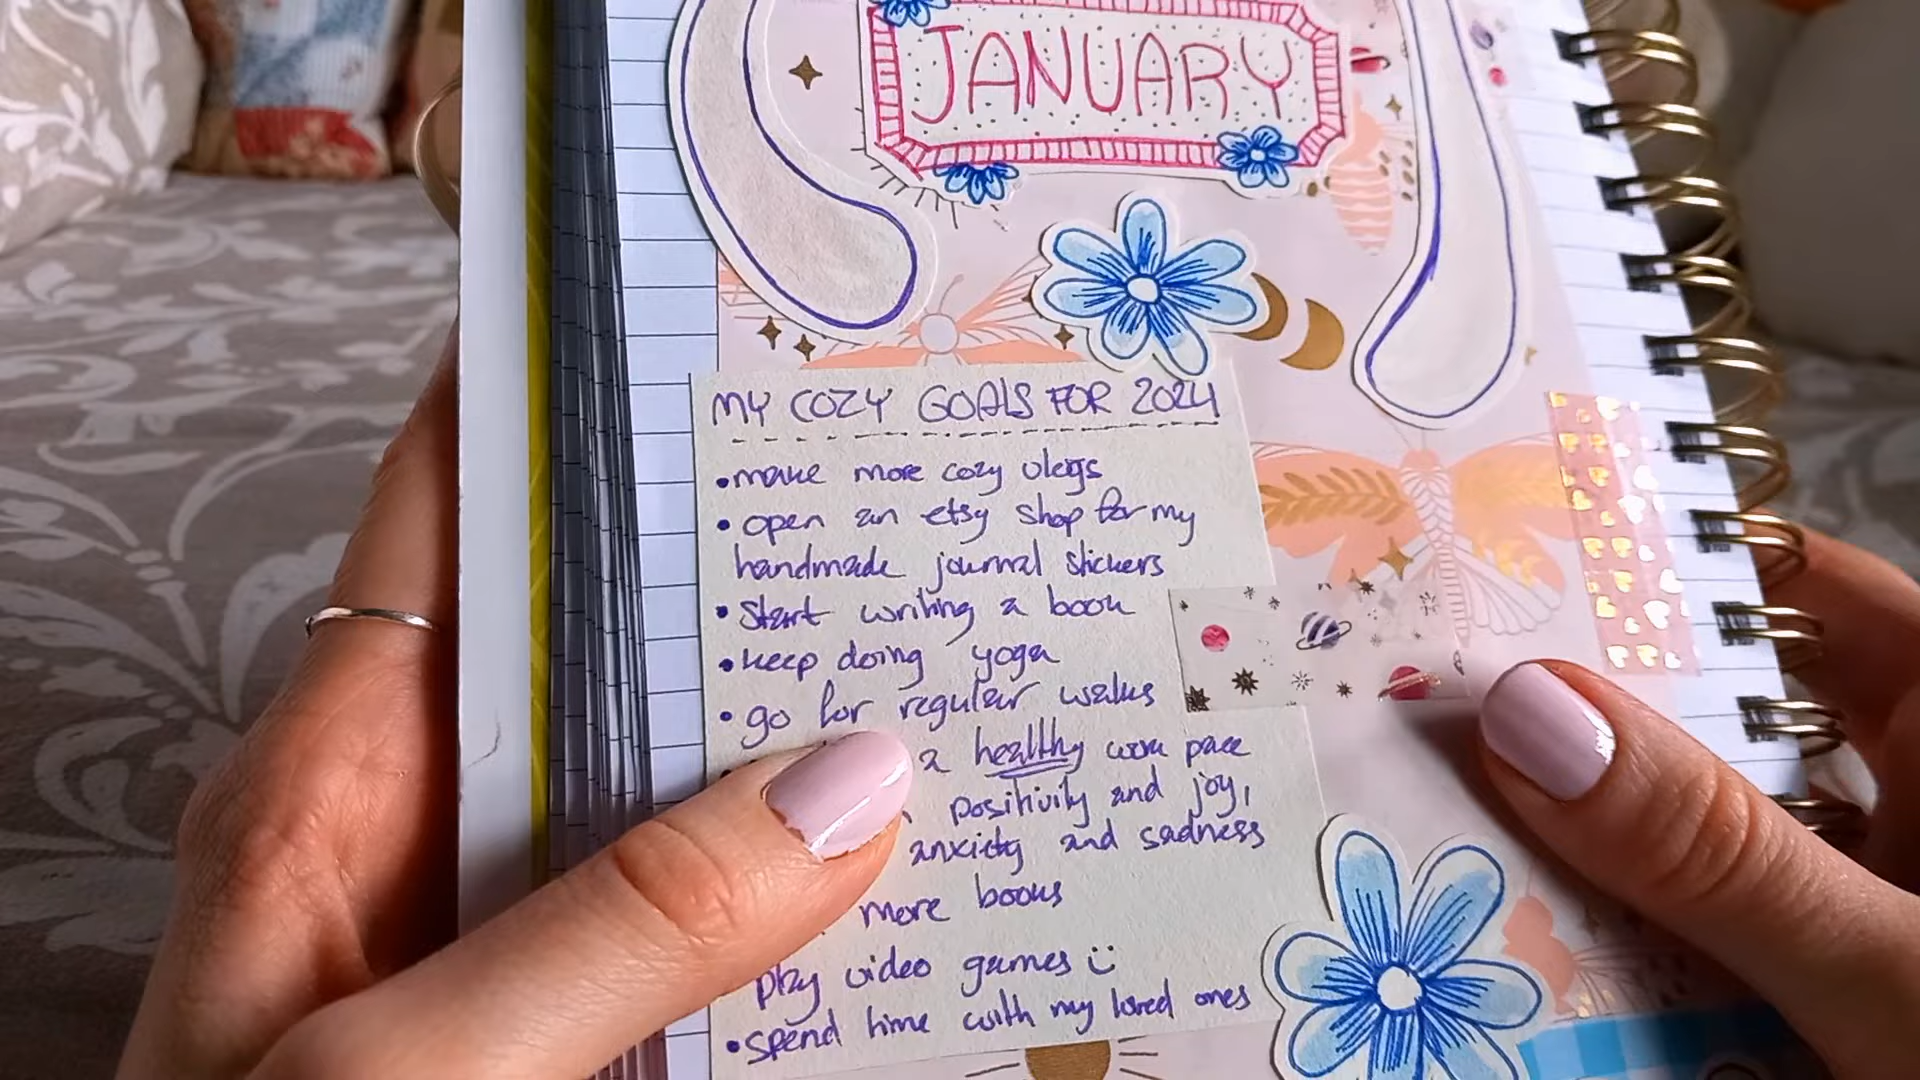 JANUARY
MY COZY GOALS FOR 2024
• make more cozy vlogs
• open an etsy shop for my
handmade journal stickers
• start writing a book
• keep doing yoga
• go for regular walks
a healthy work pace
positivity and joy,
anxiety and sadness
more books
play video games
• spend time with my loved ones